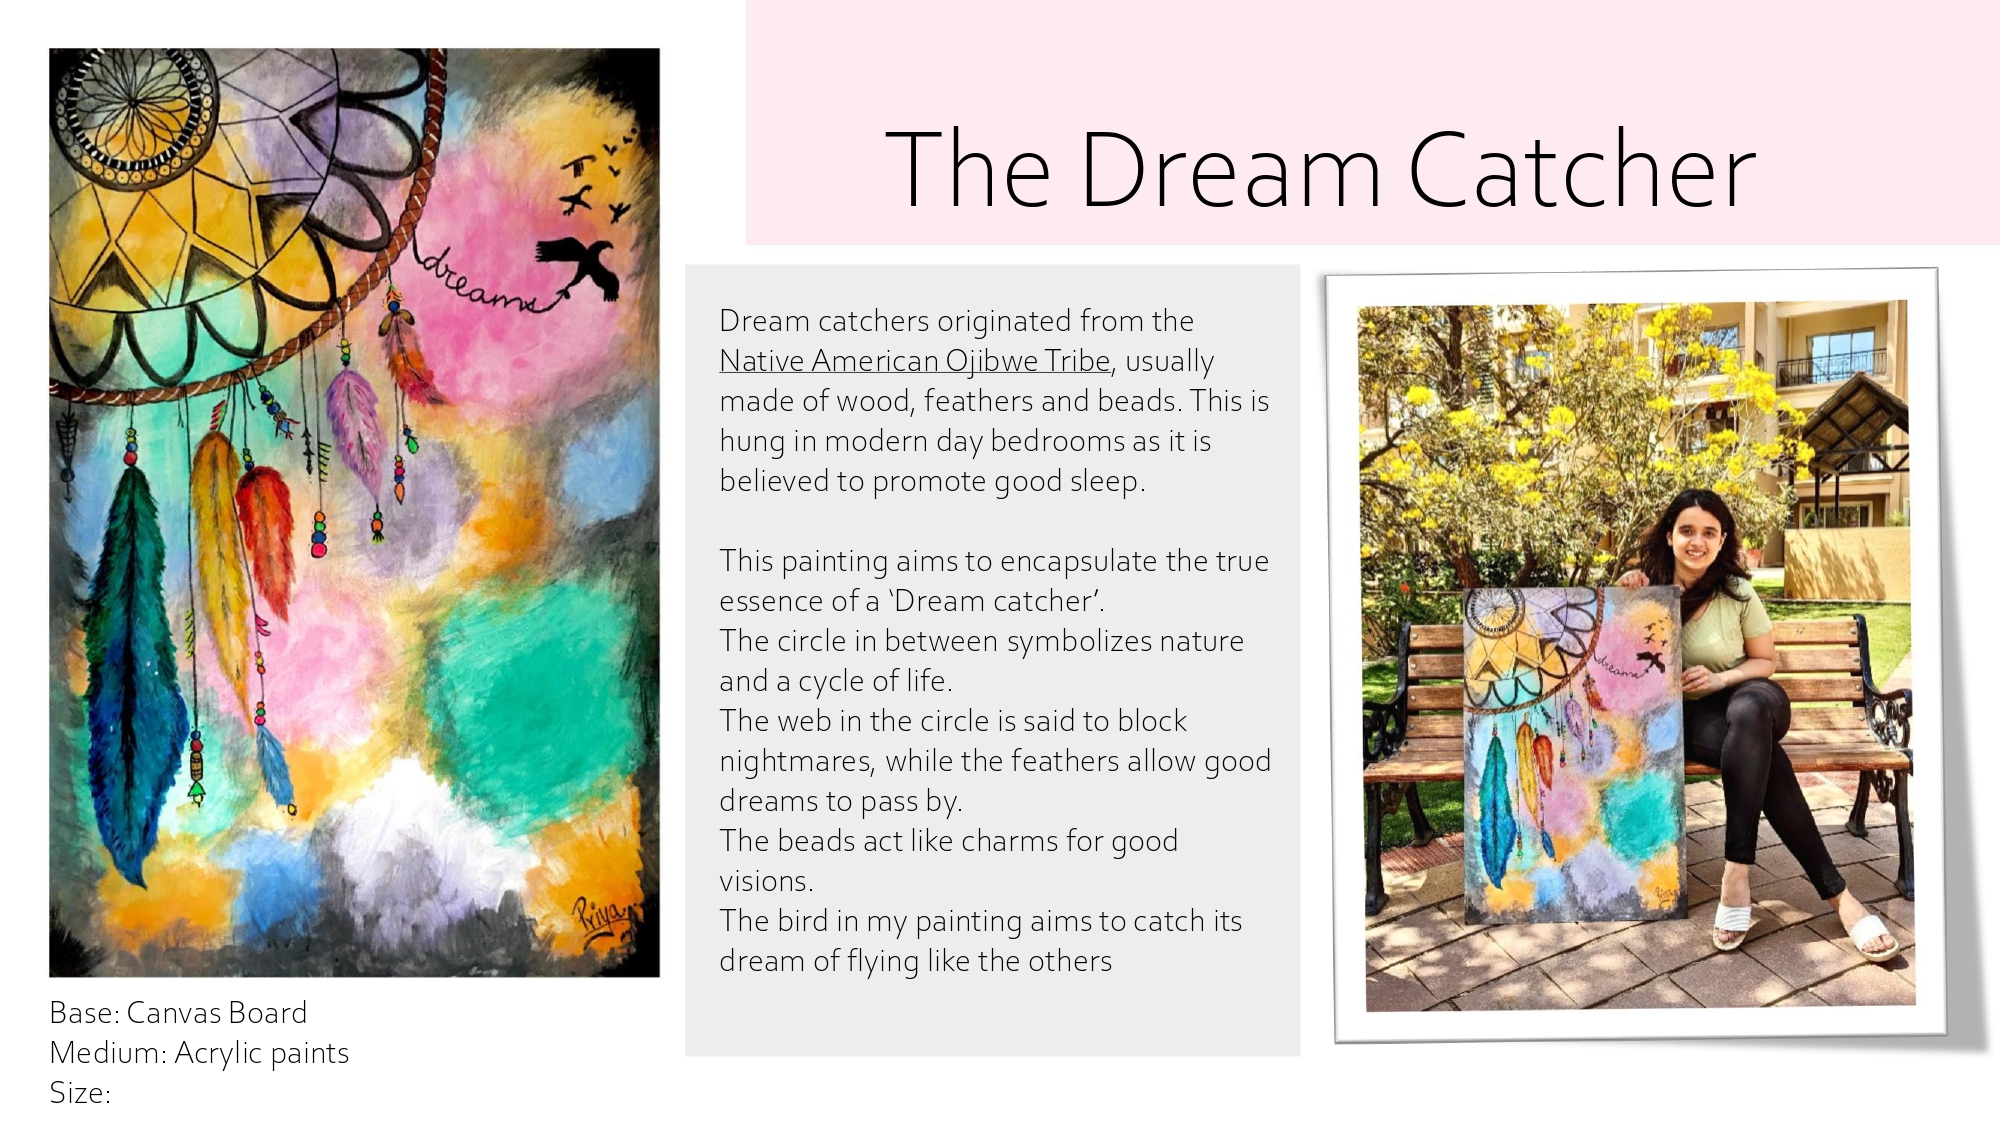 The Dream Catcher
dreams
Priya
Dream catchers originated from the
Native American Ojibwe Tribe, usually
made of wood, feathers and beads. This is
hung in modern day bedrooms as it is
believed to promote good sleep.
This painting aims to encapsulate the true
essence of a ‘Dream catcher’.
The circle in between symbolizes nature
and a cycle of life.
The web in the circle is said to block
nightmares, while the feathers allow good
dreams to pass by.
The beads act like charms for good
visions.
The bird in my painting aims to catch its
dream of flying like the others
dreams
Priya
Base: Canvas Board
Medium: Acrylic paints
Size: